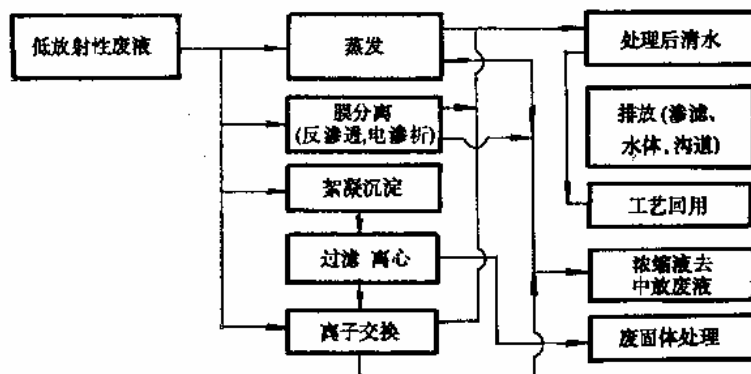 低放射性废液
蒸发
处理后清水
膜分离
(反渗透,电渗析)
排放(渗滤、
水体、沟道)
絮凝沉淀
工艺回用
过滤 离心
浓缩液去
中放废液
离子交换
废固体处理